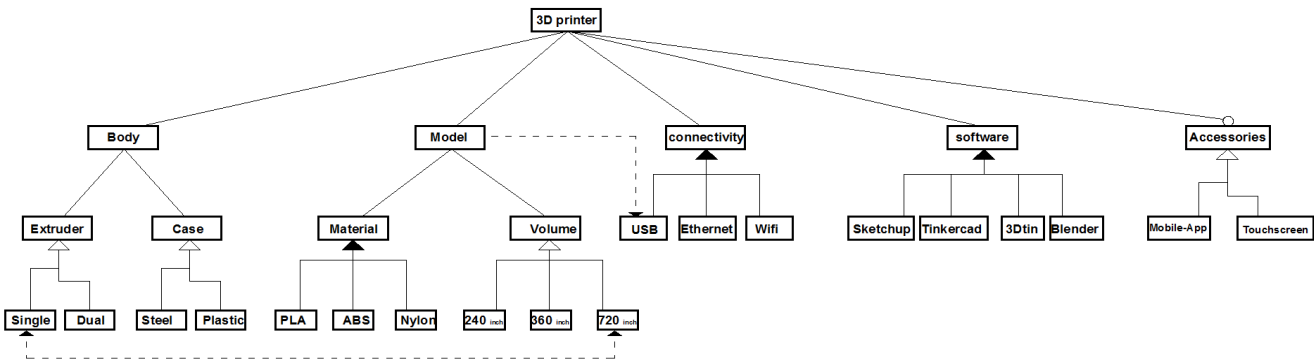 3D printer
Body
Model
connectivity
software
Accessories
Extruder
Case
Material
Volume
USB
Ethernet
Wifi
Sketchup
Tinkercad
3Dtin
Blender
Mobile-App
Touchscreen
Single
Dual
Steel
Plastic
PLA
ABS
Nylon
240 inch
360 inch
720 inch